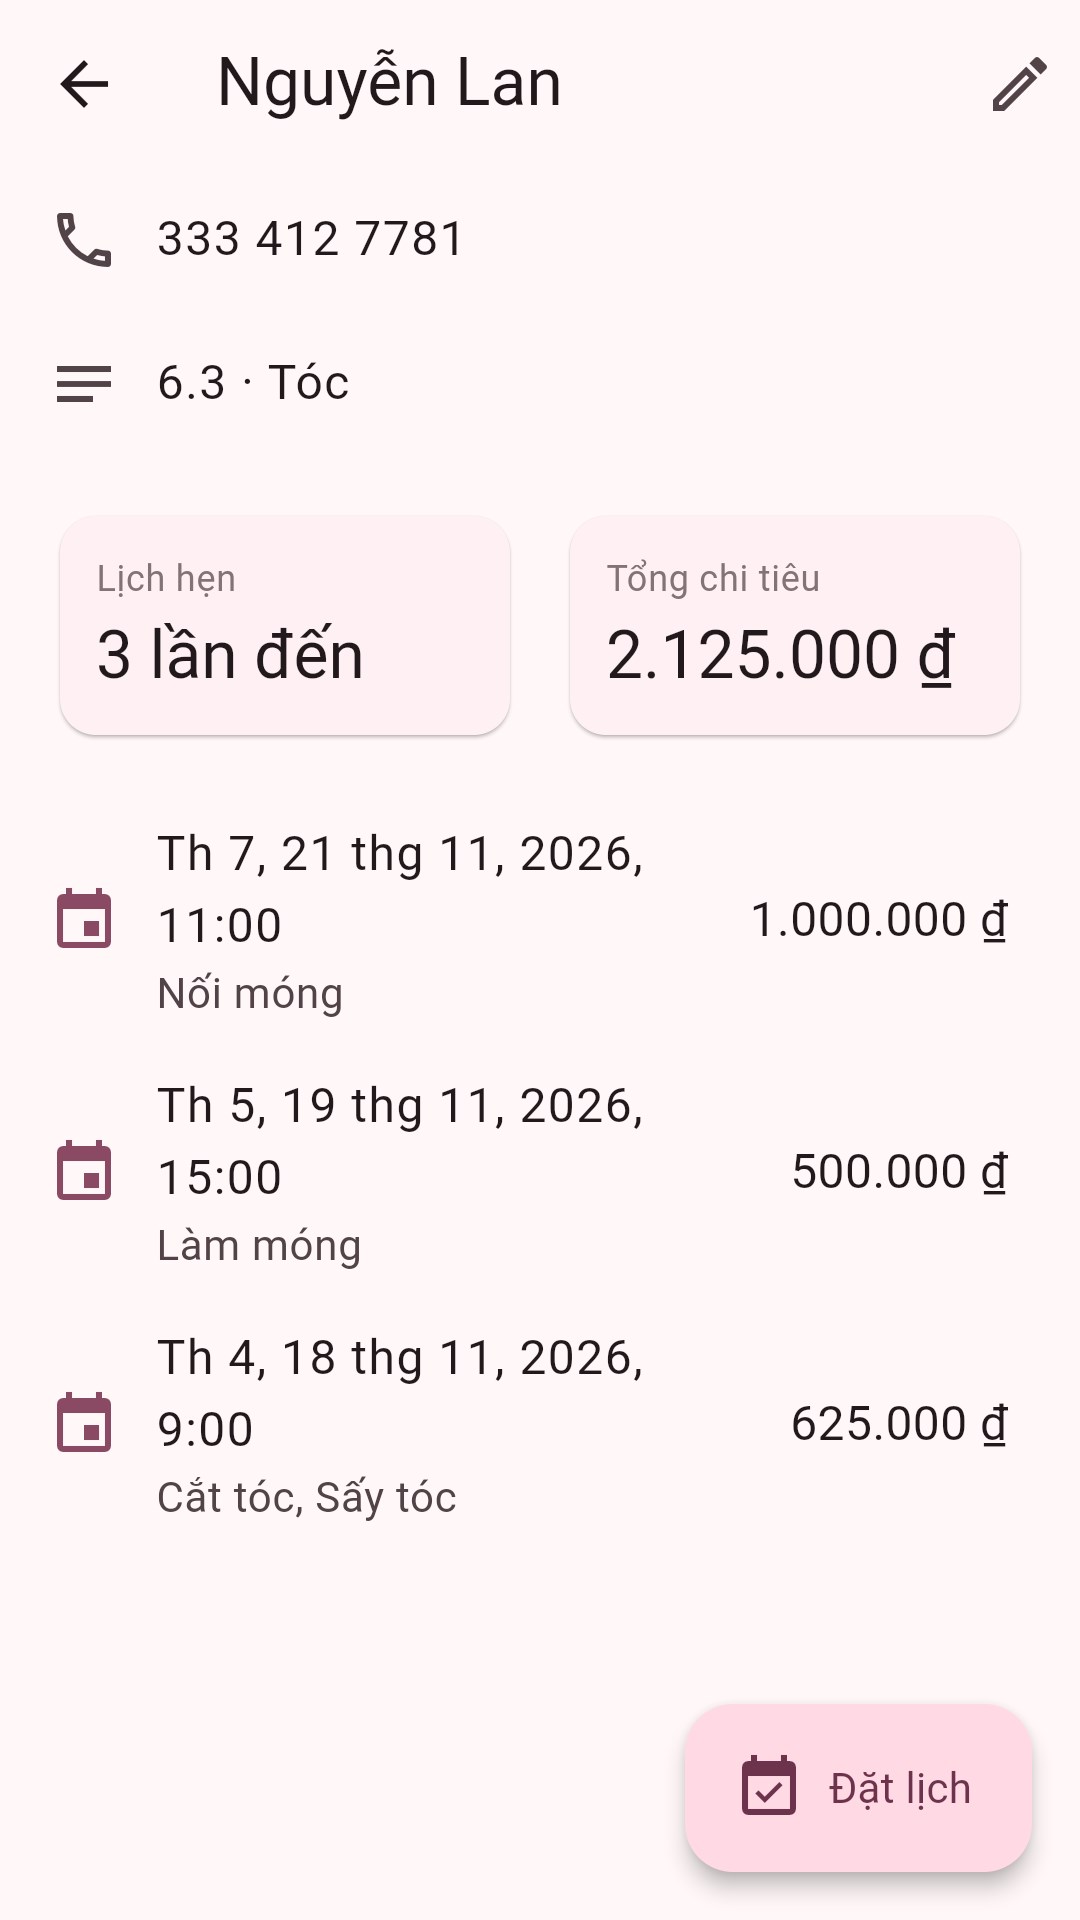 Nguyễn Lan
333 412 7781
6.3 · Tóc
Lịch hẹn
3 lần đến
Tổng chi tiêu
2.125.000 ₫
Th 7, 21 thg 11, 2026,
11:00
1.000.000 ₫
Nối móng
Th 5, 19 thg 11, 2026,
15:00
500.000 ₫
Làm móng
Th 4, 18 thg 11, 2026,
9:00
625.000 ₫
Cắt tóc, Sấy tóc
Đặt lịch